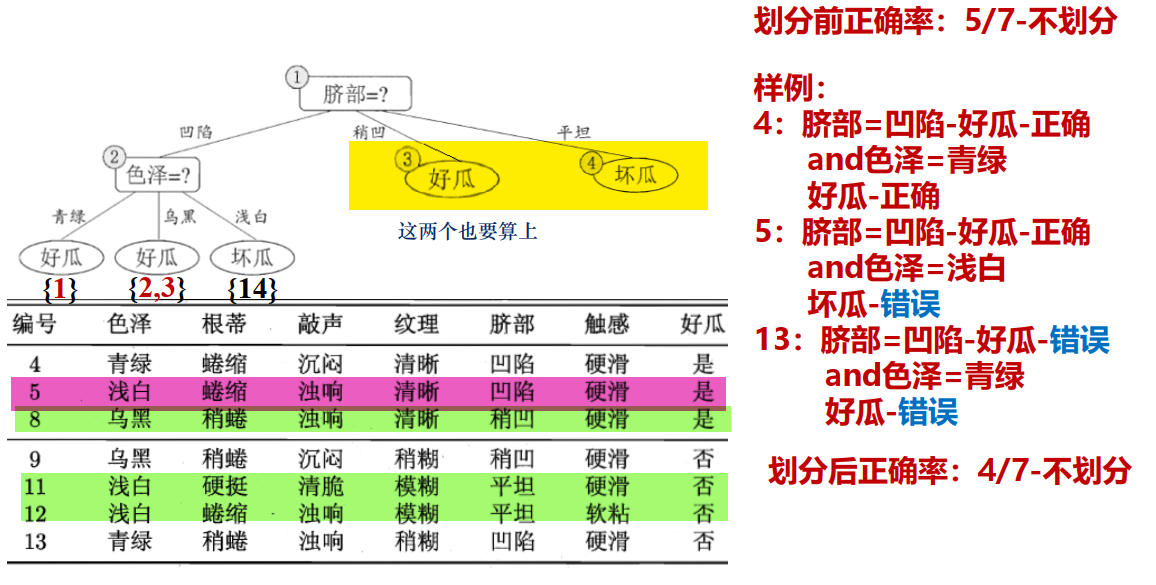 划分前正确率：5/7-不划分
样例：
4：脐部=凹陷-好瓜-正确
and色泽=青绿
好瓜-正确
5：脐部=凹陷-好瓜-正确
and色泽=浅白
坏瓜-错误
13：脐部=凹陷-好瓜-错误
and色泽=青绿
好瓜-错误
划分后正确率：4/7-不划分
1 脐部=?
凹陷 稍凹 平坦
2 色泽=? 3 好瓜 4 坏瓜
青绿 乌黑 浅白
这两个也要算上
好瓜 好瓜 坏瓜
{1} {2,3} {14}
编号 色泽 根蒂 敲声 纹理 脐部 触感 好瓜
4 青绿 蜷缩 沉闷 清晰 凹陷 硬滑 是
5 浅白 蜷缩 浊响 清晰 凹陷 硬滑 是
8 乌黑 稍蜷 浊响 清晰 稍凹 硬滑 是
9 乌黑 稍蜷 沉闷 稍糊 稍凹 硬滑 否
11 浅白 硬挺 清脆 模糊 平坦 硬滑 否
12 浅白 蜷缩 浊响 模糊 平坦 软粘 否
13 青绿 稍蜷 浊响 稍糊 凹陷 硬滑 否